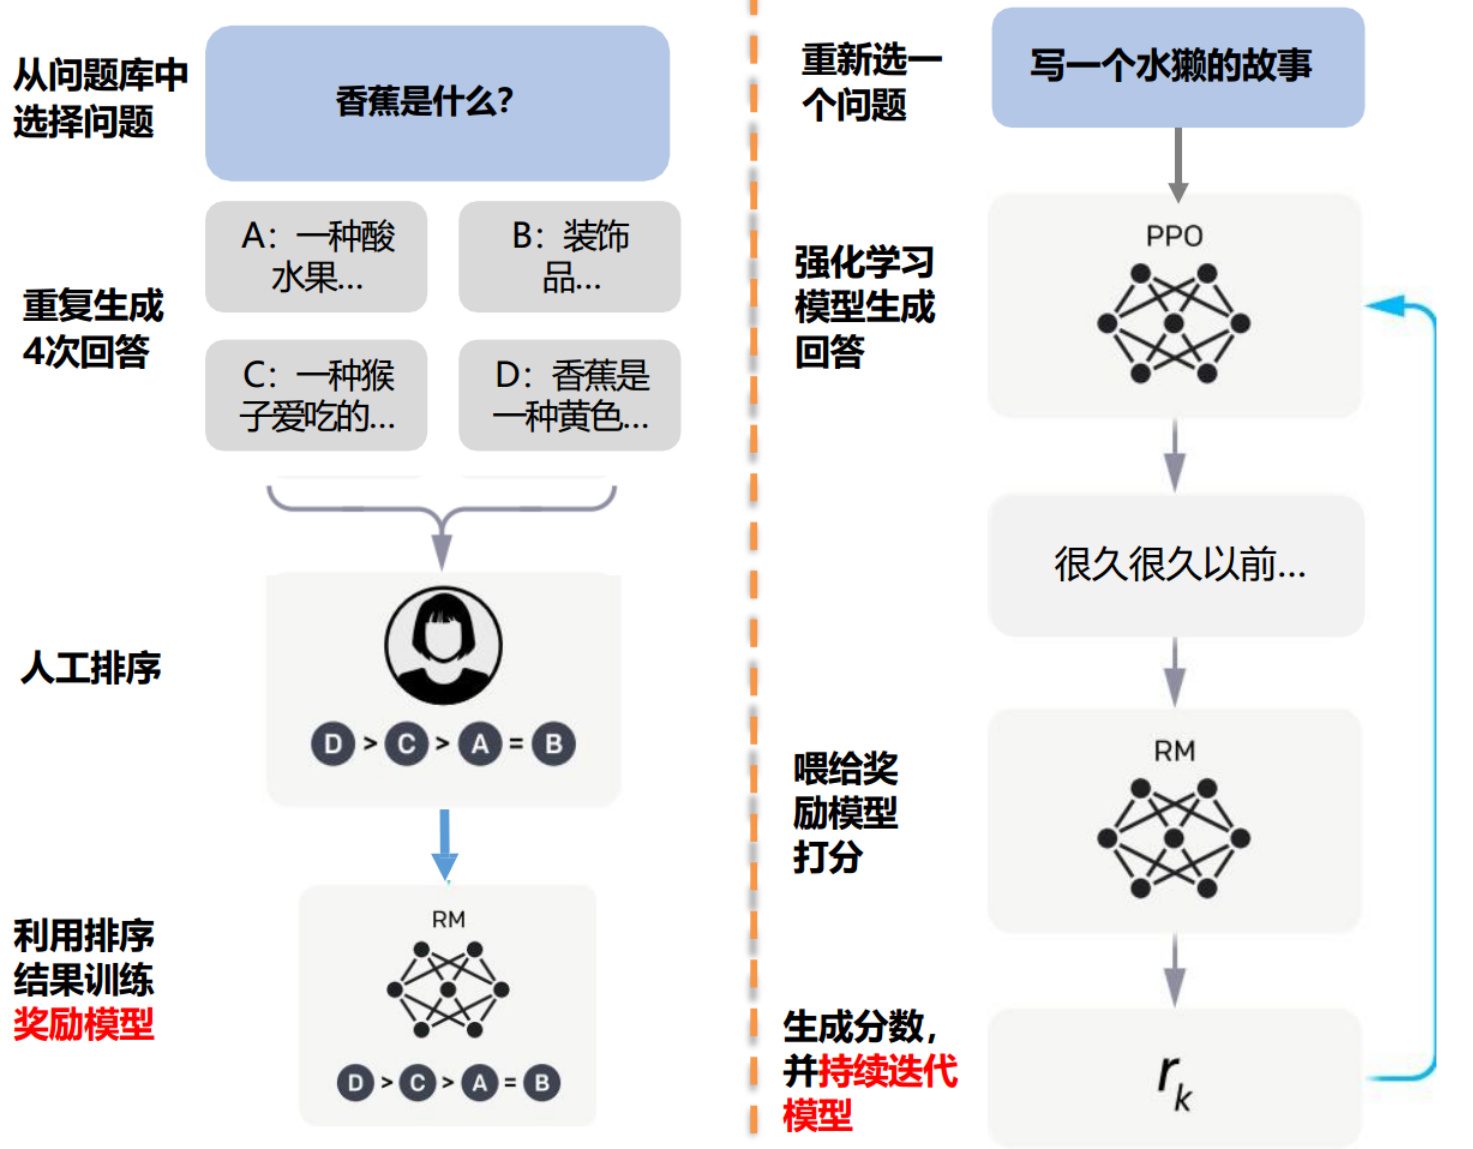 从问题库中
选择问题
香蕉是什么？
重复生成
4次回答
A：一种酸
水果...
B：装饰
品...
C：一种猴
子爱吃的...
D：香蕉是
一种黄色...
人工排序
D > C > A = B
利用排序
结果训练
奖励模型
RM
D > C > A = B
重新选一
个问题
写一个水獭的故事
强化学习
模型生成
回答
PPO
很久很久以前...
喂给奖
励模型
打分
RM
生成分数，
并持续迭代
模型
rk